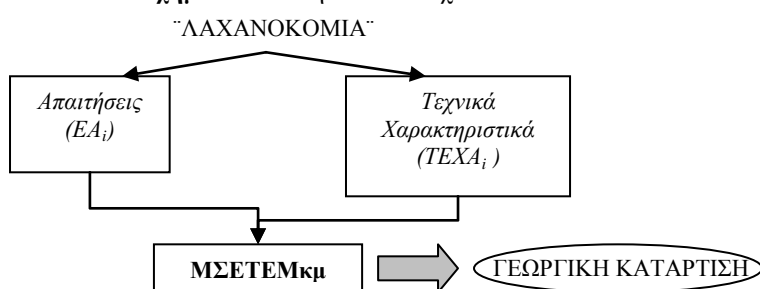 ¨ΛΑΧΑΝΟΚΟΜΙΑ¨
Απαιτήσεις
(ΕΑi)
Τεχνικά
Χαρακτηριστικά
(ΤΕΧΑi )
ΜΣΕΤΕΜκμ
ΓΕΩΡΓΙΚΗ ΚΑΤΑΡΤΙΣΗ